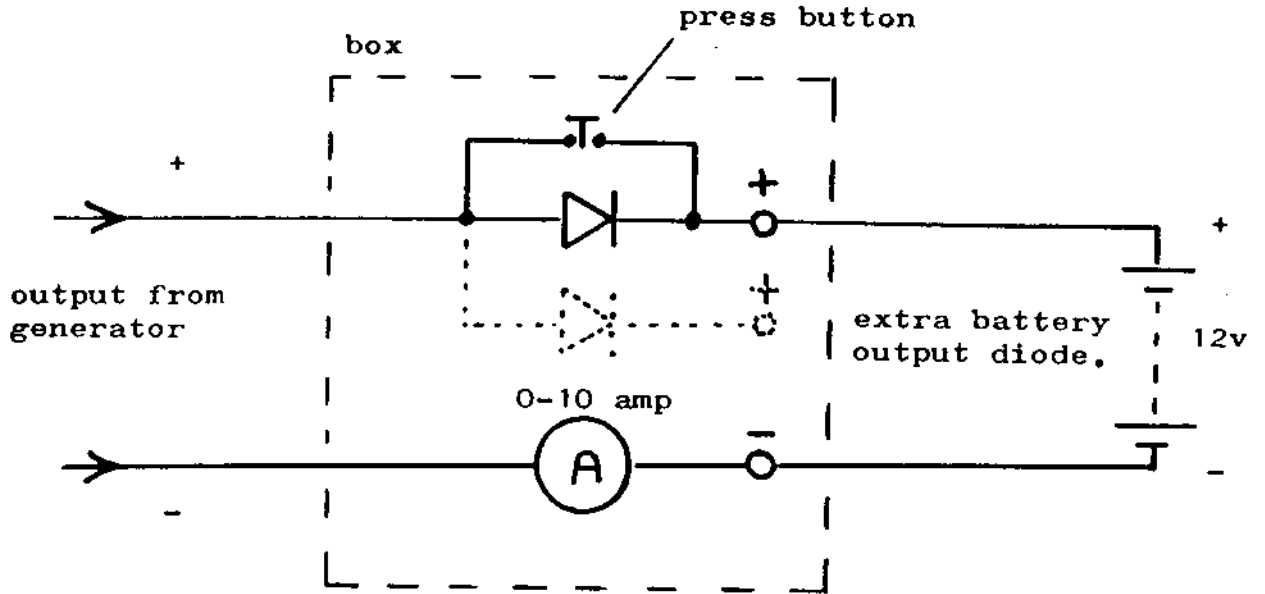 press button
box
+
+
+
output from
generator
+
extra battery
output diode.
12v
0-10 amp
A
-
-
-